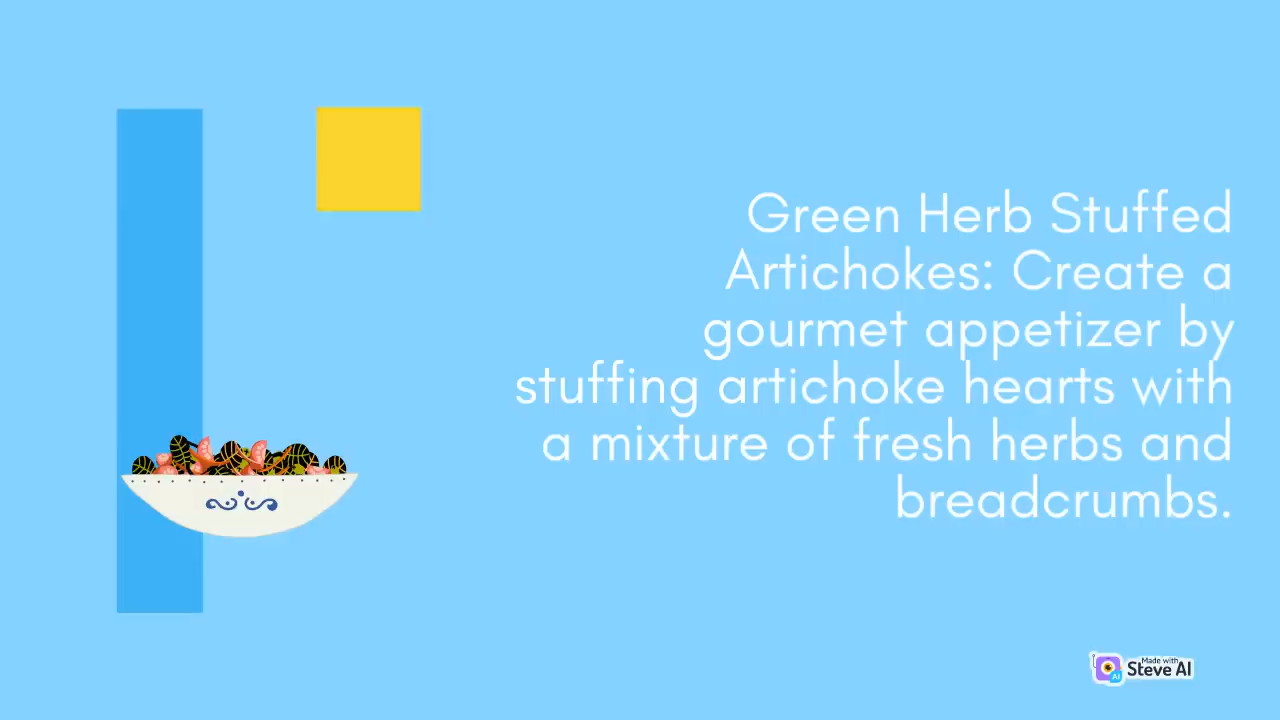 Green Herb Stuffed
Artichokes: Create a
gourmet appetizer by
stuffing artichoke hearts with
a mixture of fresh herbs and
breadcrumbs.
Made with
Steve AI
AI